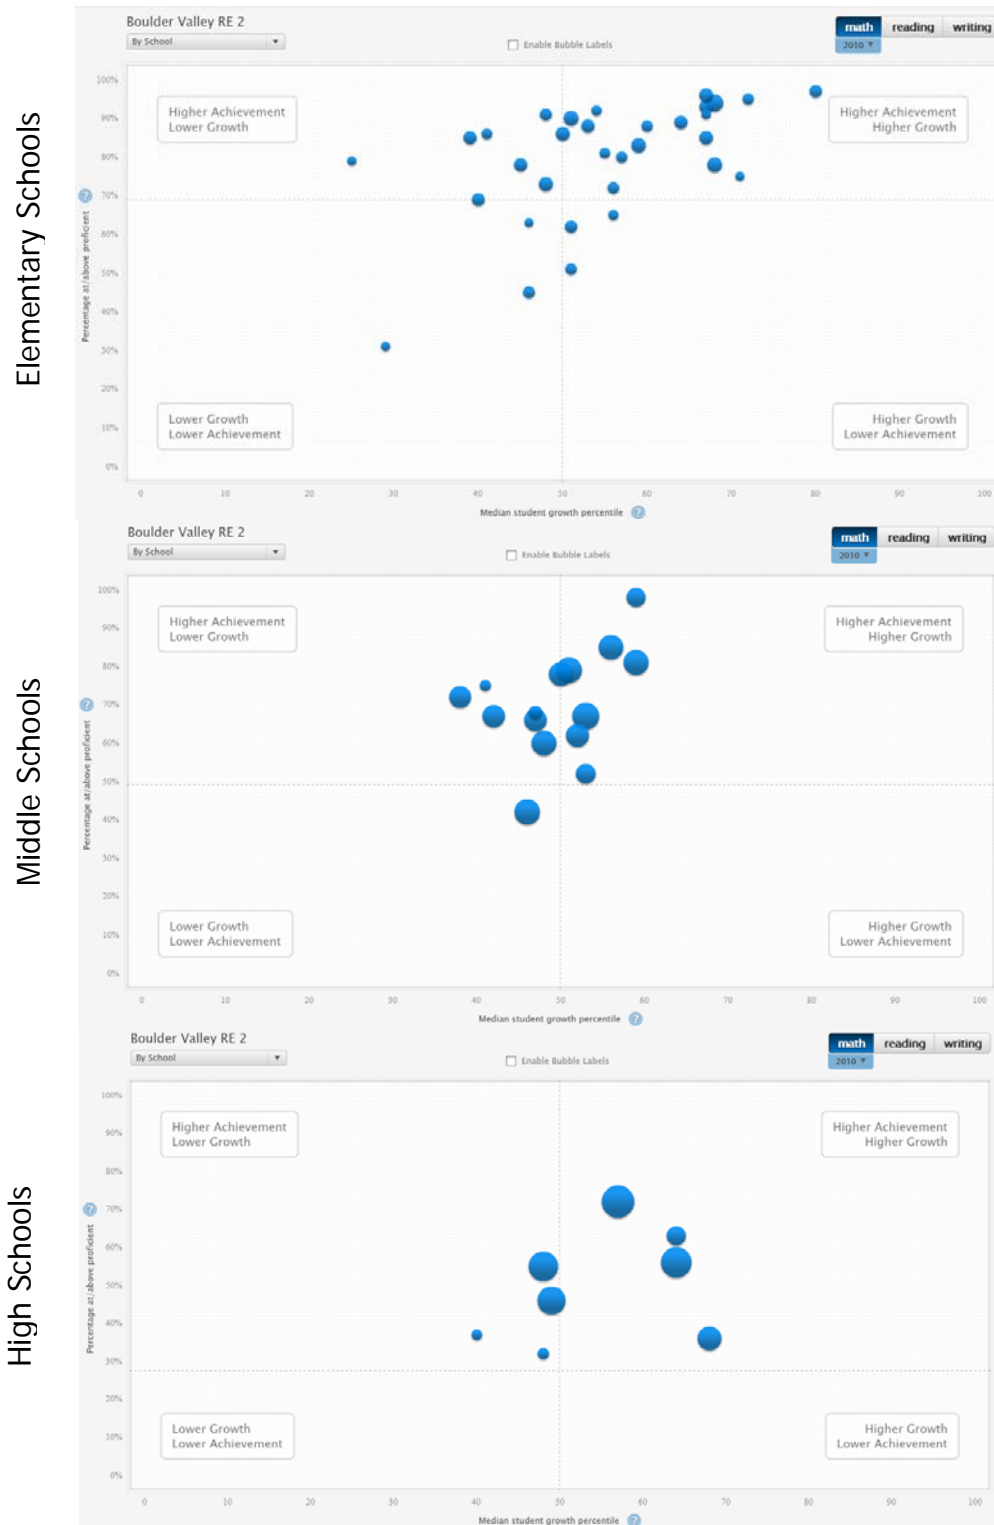 Elementary Schools
Boulder Valley RE 2
By School
Enable Bubble Labels
math reading writing
2010
100%
90%
80%
70%
60%
50%
40%
30%
20%
10%
0%
Percentage at/above proficient
?
Higher Achievement
Lower Growth
Higher Achievement
Higher Growth
Lower Growth
Lower Achievement
Higher Growth
Lower Achievement
0 10 20 30 40 50 60 70 80 90 100
Median student growth percentile ?
Middle Schools
Boulder Valley RE 2
By School
Enable Bubble Labels
math reading writing
2010
100%
90%
80%
70%
60%
50%
40%
30%
20%
10%
0%
Percentage at/above proficient
?
Higher Achievement
Lower Growth
Higher Achievement
Higher Growth
Lower Growth
Lower Achievement
Higher Growth
Lower Achievement
0 10 20 30 40 50 60 70 80 90 100
Median student growth percentile ?
High Schools
Boulder Valley RE 2
By School
Enable Bubble Labels
math reading writing
2010
100%
90%
80%
70%
60%
50%
40%
30%
20%
10%
0%
Percentage at/above proficient
?
Higher Achievement
Lower Growth
Higher Achievement
Higher Growth
Lower Growth
Lower Achievement
Higher Growth
Lower Achievement
0 10 20 30 40 50 60 70 80 90 100
Median student growth percentile ?